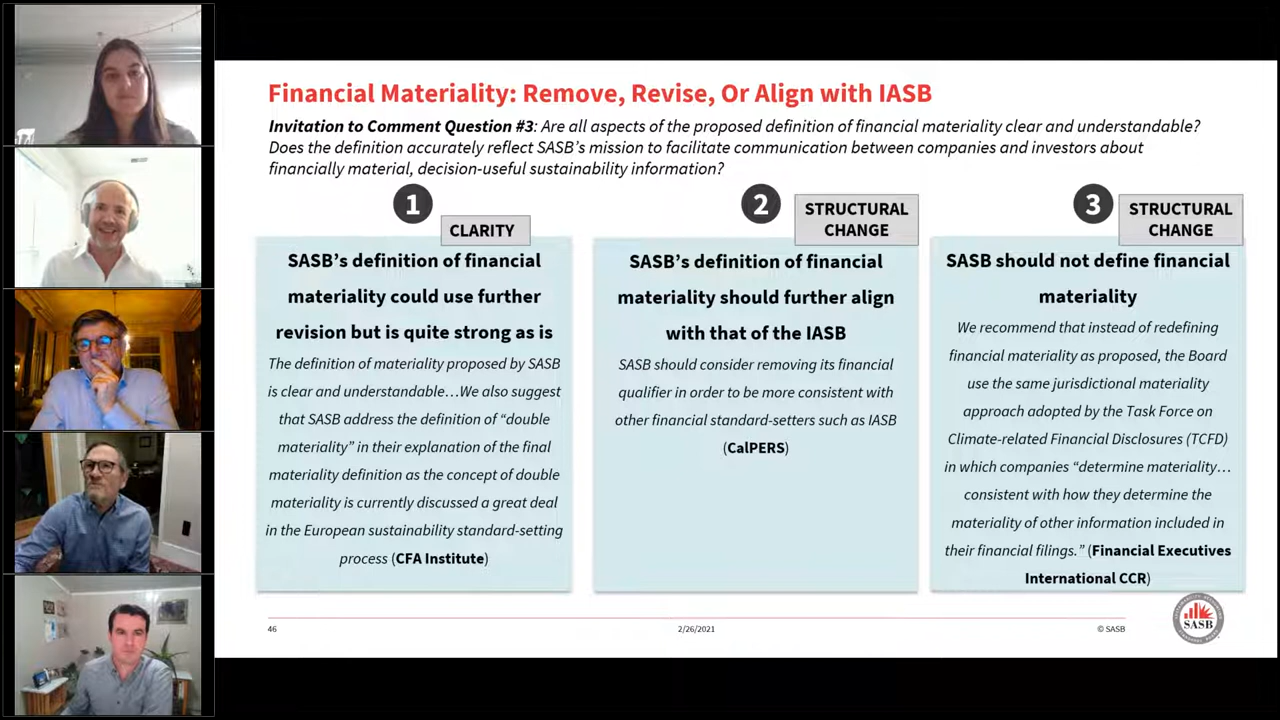 Financial Materiality: Remove, Revise, Or Align with IASB
Invitation to Comment Question #3: Are all aspects of the proposed definition of financial materiality clear and understandable?
Does the definition accurately reflect SASB's mission to facilitate communication between companies and investors about
financially material, decision-useful sustainability information?
1
CLARITY
SASB's definition of financial
materiality could use further
revision but is quite strong as is
The definition of materiality proposed by SASB
is clear and understandable…We also suggest
that SASB address the definition of “double
materiality” in their explanation of the final
materiality definition as the concept of double
materiality is currently discussed a great deal
in the European sustainability standard-setting
process (CFA Institute)
2
STRUCTURAL
CHANGE
SASB's definition of financial
materiality should further align
with that of the IASB
SASB should consider removing its financial
qualifier in order to be more consistent with
other financial standard-setters such as IASB
(CalPERS)
3
STRUCTURAL
CHANGE
SASB should not define financial
materiality
We recommend that instead of redefining
financial materiality as proposed, the Board
use the same jurisdictional materiality
approach adopted by the Task Force on
Climate-related Financial Disclosures (TCFD)
in which companies “determine materiality…
consistent with how they determine the
materiality of other information included in
their financial filings.” (Financial Executives
International CCR)
46
2/26/2021
© SASB
SASB